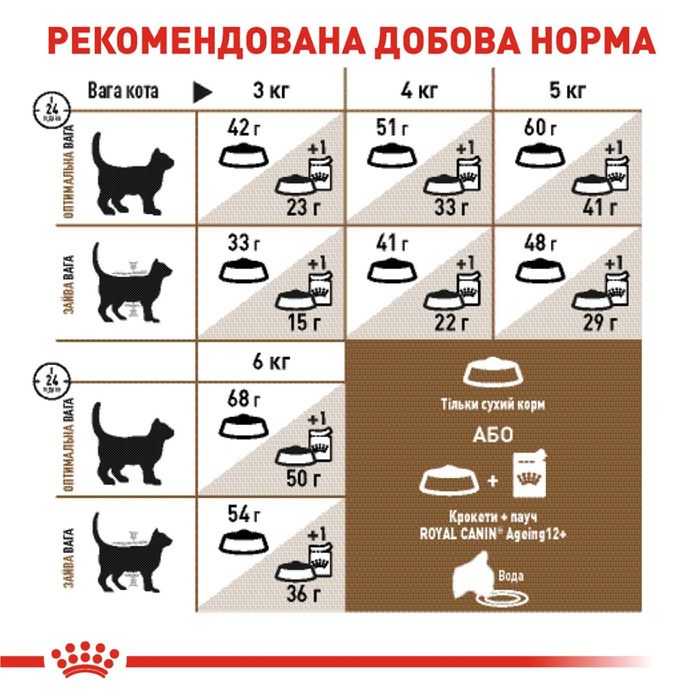 РЕКОМЕНДОВАНА ДОБОВА НОРМА
Вага кота 3 кг 4 кг 5 кг
24
ОПТИМАЛЬНА ВАГА
42 г +1 23 г
51 г +1 33 г
60 г +1 41 г
ЗАЙВА ВАГА
33 г +1 15 г
41 г +1 22 г
48 г +1 29 г
6 кг
24
ОПТИМАЛЬНА ВАГА
68 г +1 50 г
ЗАЙВА ВАГА
54 г +1 36 г
Тільки сухий корм
АБО
+
Крокети + пауч
ROYAL CANIN® Ageing12+
Вода